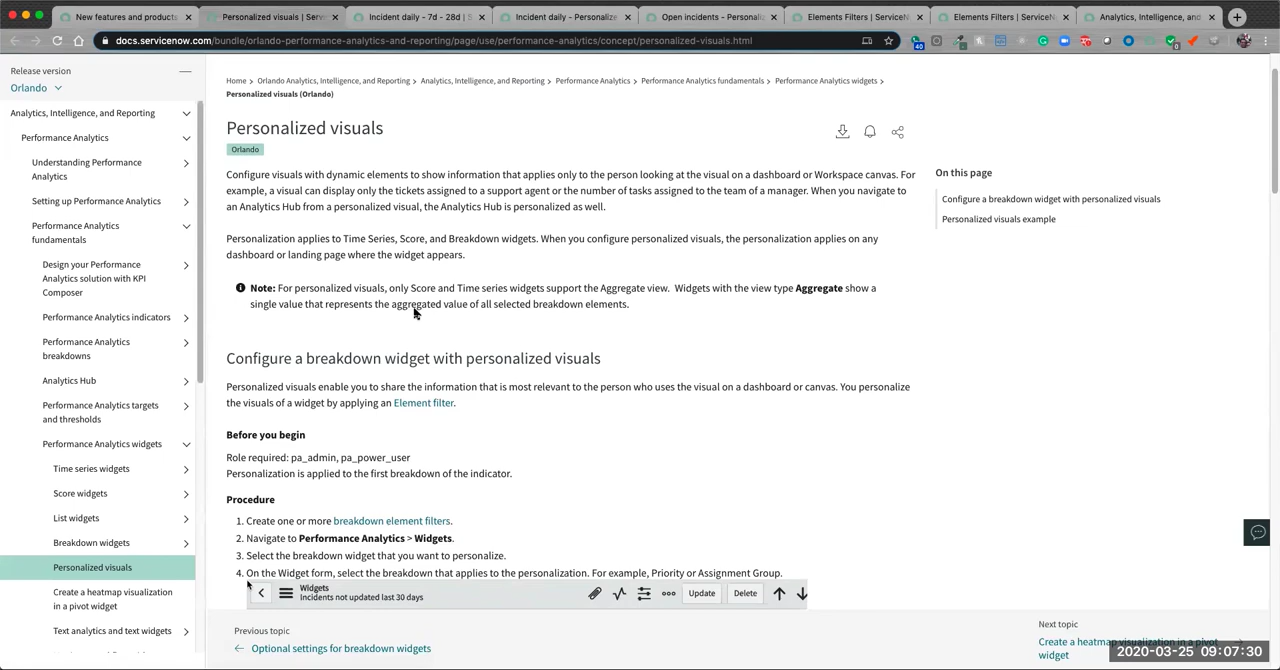 New features and products
Personalized visuals | Serv
Incident daily - 7d - 28d | S
Incident daily - Personalize
Open incidents - Personaliz
Elements Filters | ServiceN
Elements Filters | ServiceN
Analytics, Intelligence, and
docs.servicenow.com/bundle/orlando-performance-analytics-and-reporting/page/use/performance-analytics/concept/personalized-visuals.html
Release version
Orlando
Analytics, Intelligence, and Reporting
Performance Analytics
Understanding Performance
Analytics
Setting up Performance Analytics
Performance Analytics
fundamentals
Design your Performance
Analytics solution with KPI
Composer
Performance Analytics indicators
Performance Analytics
breakdowns
Analytics Hub
Performance Analytics targets
and thresholds
Performance Analytics widgets
Time series widgets
Score widgets
List widgets
Breakdown widgets
Personalized visuals
Create a heatmap visualization
in a pivot widget
Text analytics and text widgets
Home > Orlando Analytics, Intelligence, and Reporting > Analytics, Intelligence, and Reporting > Performance Analytics > Performance Analytics fundamentals > Performance Analytics widgets >
Personalized visuals (Orlando)
Personalized visuals
Orlando
Configure visuals with dynamic elements to show information that applies only to the person looking at the visual on a dashboard or Workspace canvas. For
example, a visual can display only the tickets assigned to a support agent or the number of tasks assigned to the team of a manager. When you navigate to
an Analytics Hub from a personalized visual, the Analytics Hub is personalized as well.
Personalization applies to Time Series, Score, and Breakdown widgets. When you configure personalized visuals, the personalization applies on any
dashboard or landing page where the widget appears.
Note: For personalized visuals, only Score and Time series widgets support the Aggregate view. Widgets with the view type Aggregate show a
single value that represents the aggregated value of all selected breakdown elements.
Configure a breakdown widget with personalized visuals
Personalized visuals enable you to share the information that is most relevant to the person who uses the visual on a dashboard or canvas. You personalize
the visuals of a widget by applying an Element filter.
Before you begin
Role required: pa_admin, pa_power_user
Personalization is applied to the first breakdown of the indicator.
Procedure
1. Create one or more breakdown element filters.
2. Navigate to Performance Analytics > Widgets.
3. Select the breakdown widget that you want to personalize.
4. On the Widget form, select the breakdown that applies to the personalization. For example, Priority or Assignment Group.
Widgets
Incidents not updated last 30 days
Update
Delete
Previous topic
← Optional settings for breakdown widgets
On this page
Configure a breakdown widget with personalized visuals
Personalized visuals example
Next topic
Create a heatmap visualization in a pivot
widget
2020-03-25 09:07:30